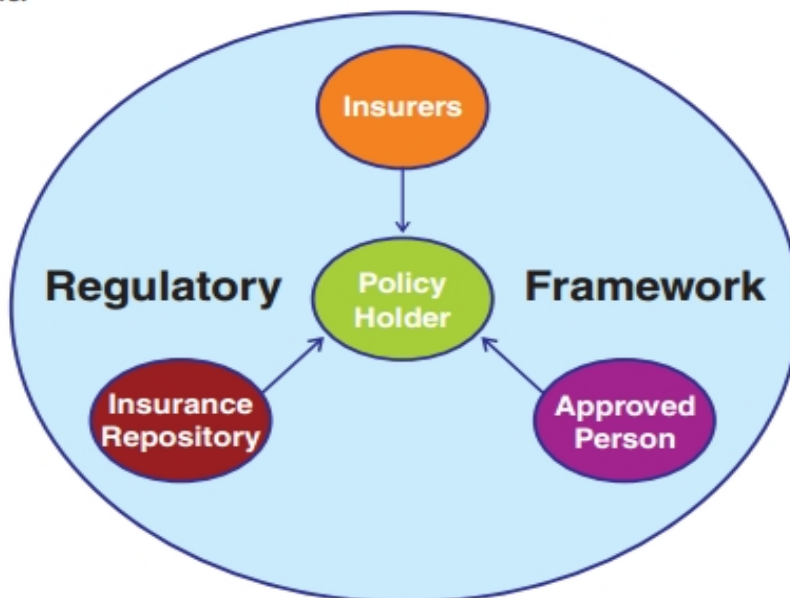 Insurers
Regulatory
Policy
Holder
Framework
Insurance
Repository
Approved
Person